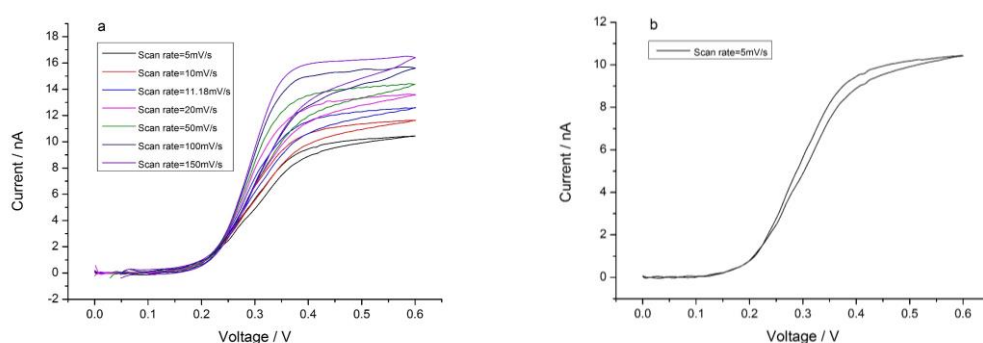 a
Scan rate=5mV/s
Scan rate=10mV/s
Scan rate=11.18mV/s
Scan rate=20mV/s
Scan rate=50mV/s
Scan rate=100mV/s
Scan rate=150mV/s
Current / nA
18
16
14
12
10
8
6
4
2
0
-2
0.0 0.1 0.2 0.3 0.4 0.5 0.6
Voltage / V
b
Scan rate=5mV/s
Current / nA
12
10
8
6
4
2
0
0.0 0.1 0.2 0.3 0.4 0.5 0.6
Voltage / V